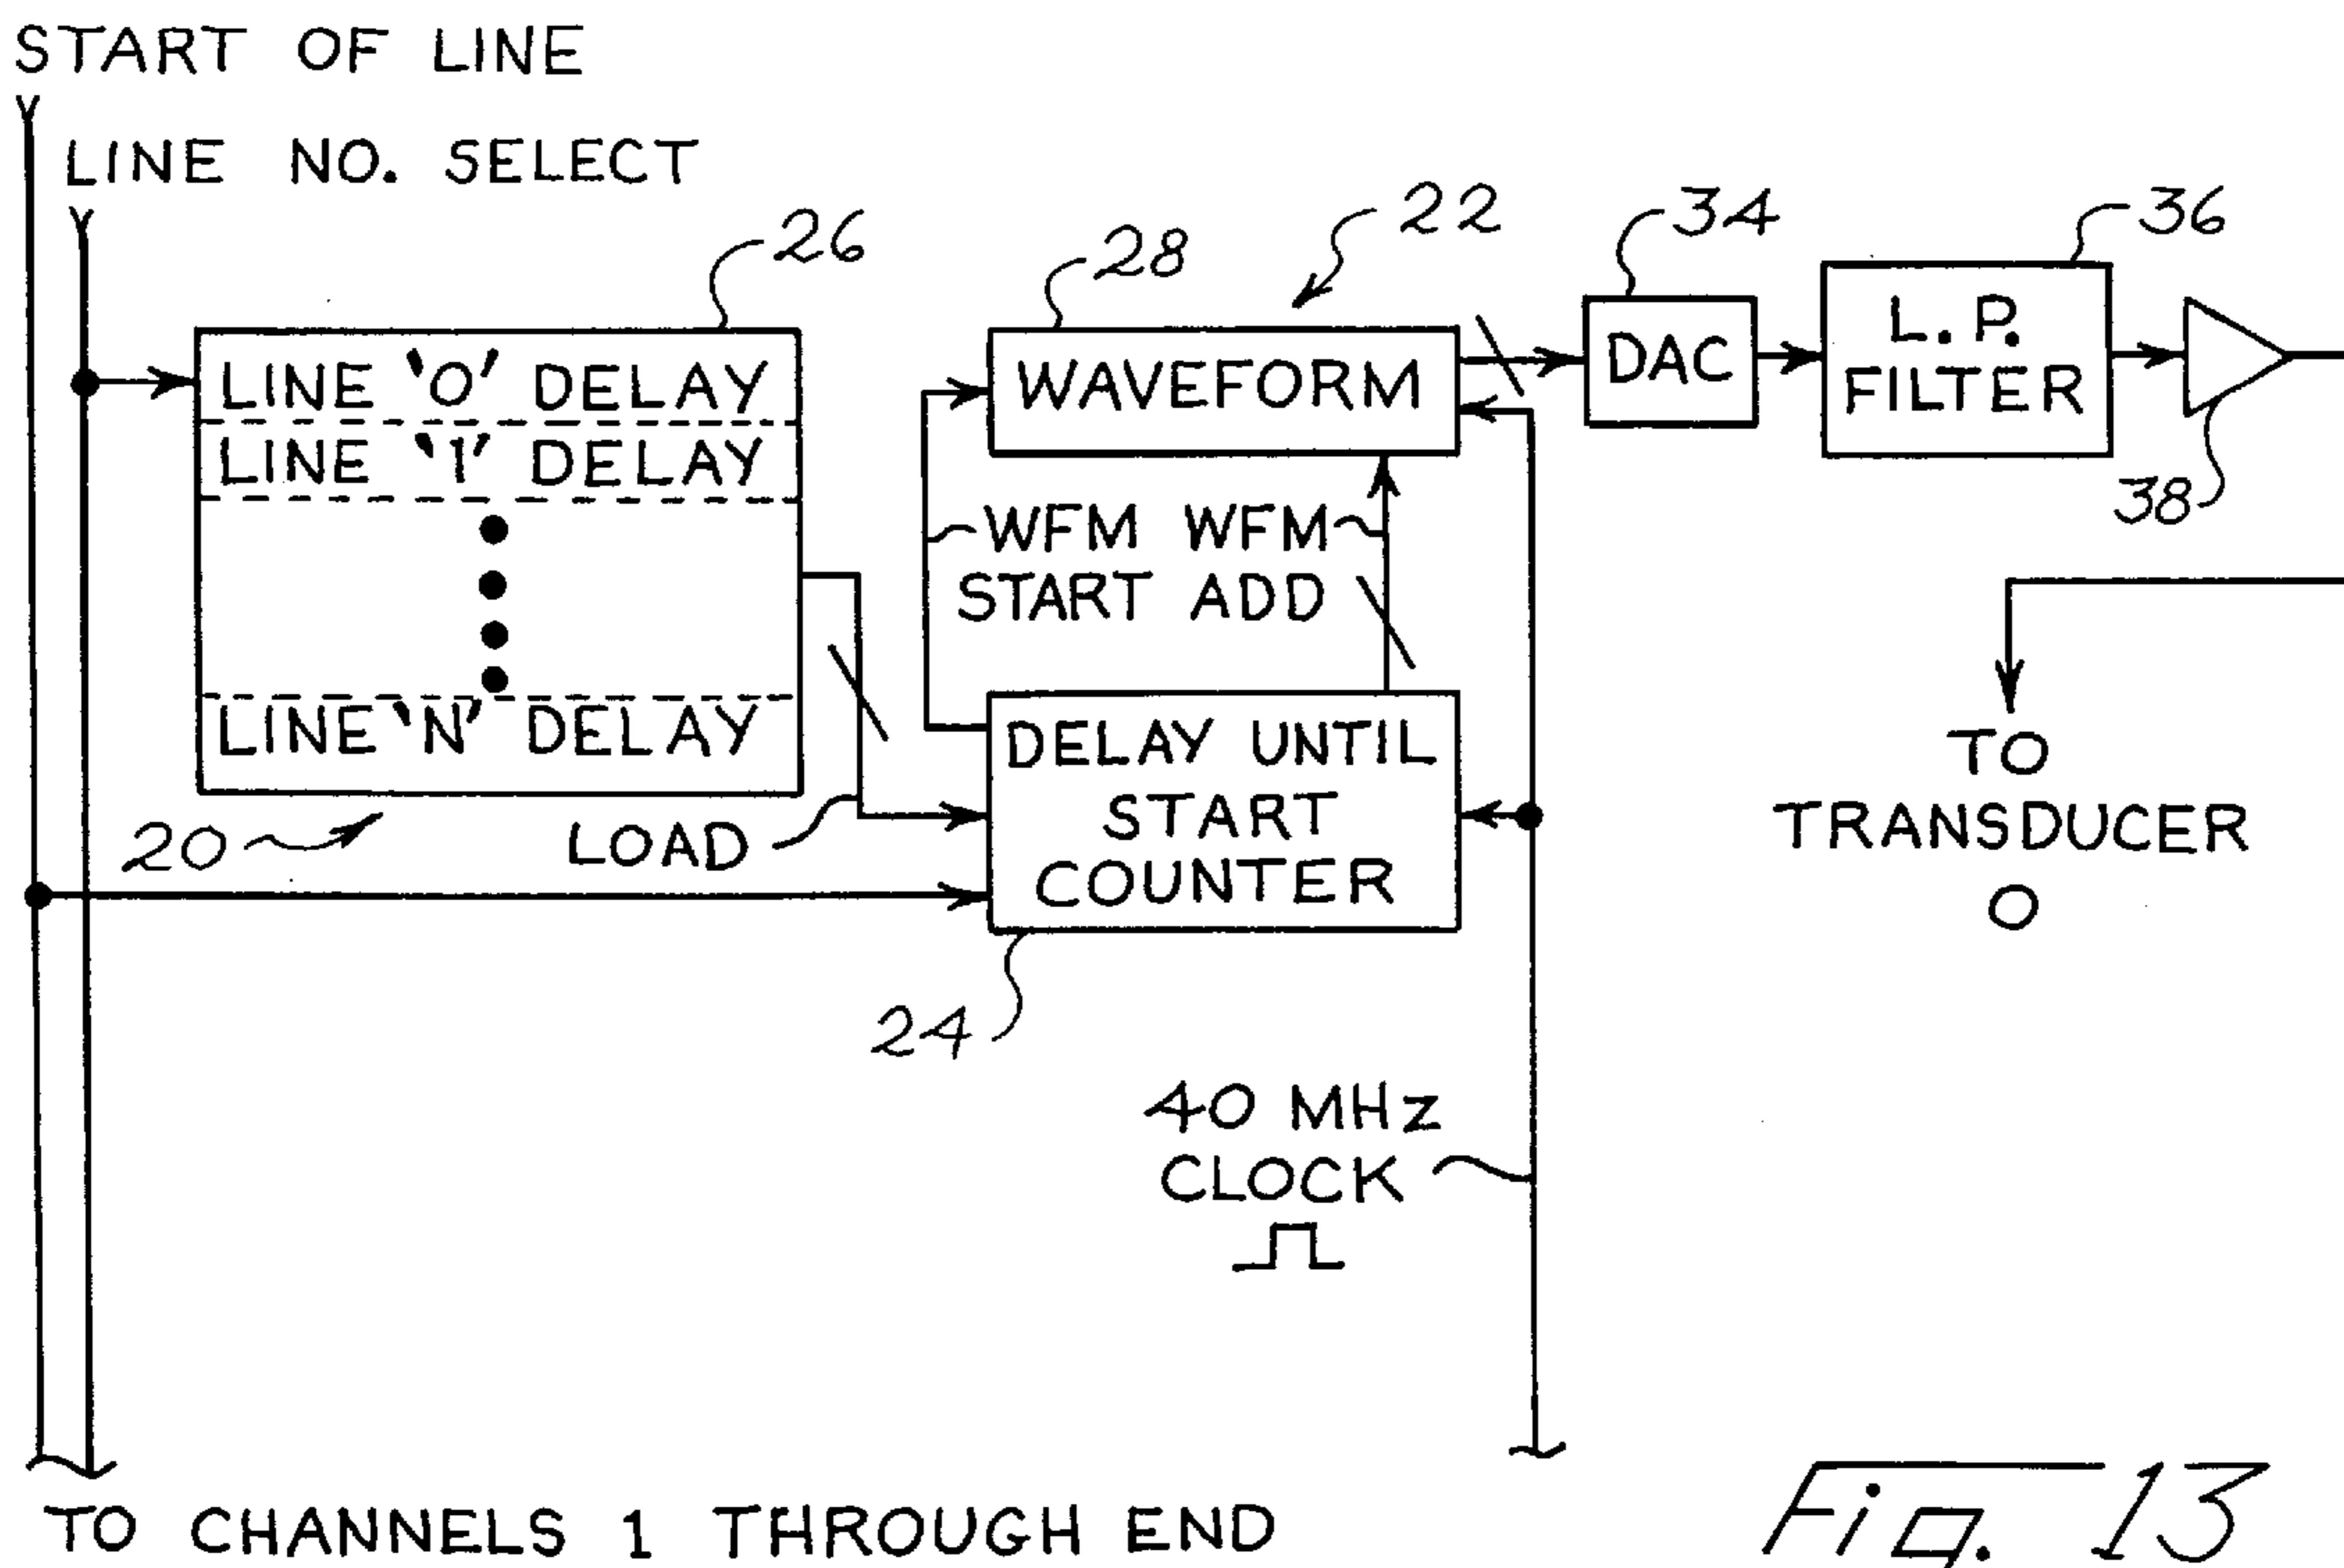 START OF LINE
LINE NO. SELECT
26
28
22
34
36
LINE 'O' DELAY
LINE '1' DELAY
LINE 'N' DELAY
WAVEFORM
DAC
L.P.
FILTER
38
WFM WFM
START ADD
20
LOAD
DELAY UNTIL
START
COUNTER
24
TO
TRANSDUCER
O
40 MHz
CLOCK
TO CHANNELS 1 THROUGH END
Fig. 13